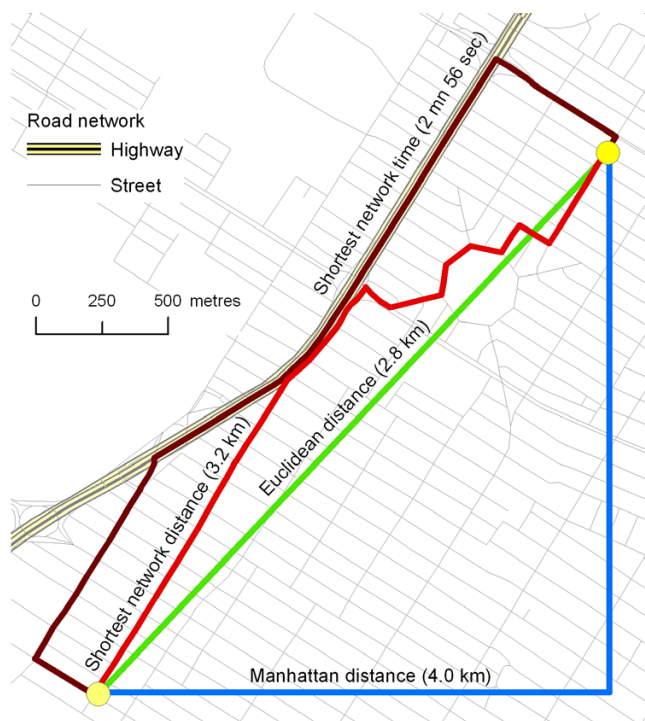 Road network
Highway
Street
0 250 500 metres
Shortest network time (2 mn 56 sec)
Euclidean distance (2.8 km)
Shortest network distance (3.2 km)
Manhattan distance (4.0 km)